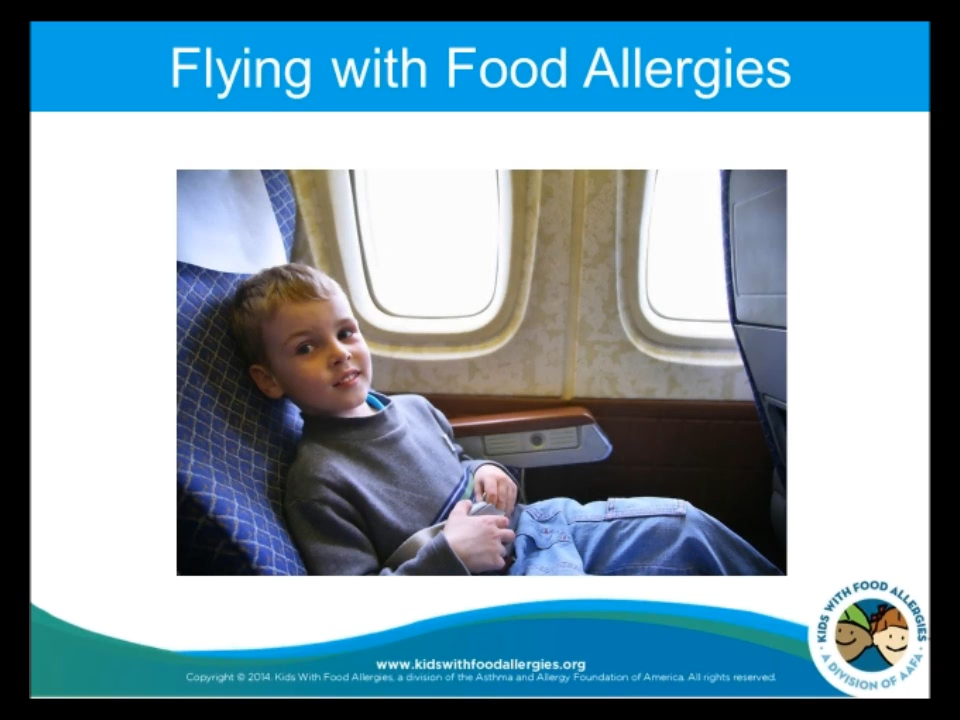 Flying with Food Allergies
KIDS WITH FOOD ALLERGIES
A DIVISION OF AAFA
www.kidswithfoodallergies.org
Copyright © 2014. Kids With Food Allergies, a division of the Asthma and Allergy Foundation of America. All rights reserved.